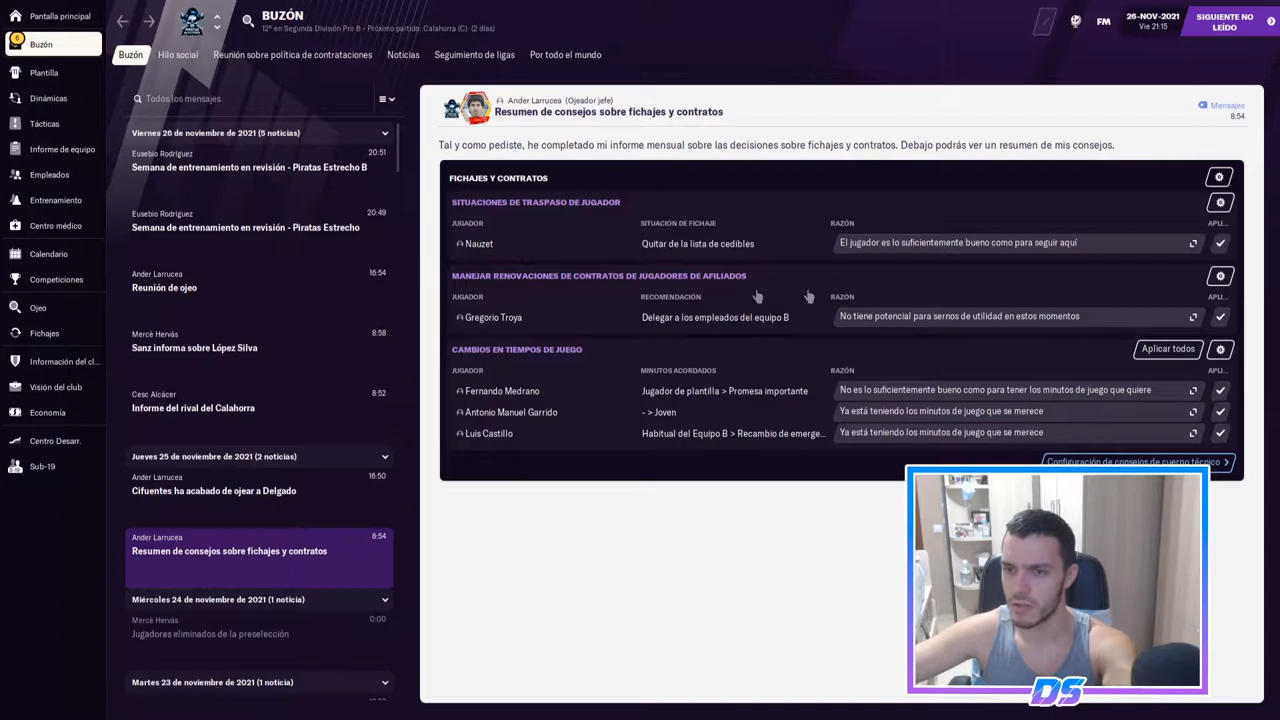 Pantalla principal
6
Buzón
Plantilla
Dinámicas
Tácticas
Informe de equipo
Empleados
Entrenamiento
Centro médico
Calendario
Competiciones
Ojeo
Fichajes
Información del cl...
Visión del club
Economía
Centro Desarr.
Sub-19
BUZÓN
12º en Segunda División Pro B - Próximo partido: Calahorra (C) (2 días)
FM
26-NOV-2021
Vie 21:15
SIGUIENTE NO LEÍDO
Buzón
Hilo social
Reunión sobre política de contrataciones
Noticias
Seguimiento de ligas
Por todo el mundo
Todos los mensajes
Viernes 26 de noviembre de 2021 (5 noticias)
Eusebio Rodríguez 20:51
Semana de entrenamiento en revisión - Piratas Estrecho B
Eusebio Rodríguez 20:49
Semana de entrenamiento en revisión - Piratas Estrecho
Ander Larrucea 16:54
Reunión de ojeo
Mercè Hervás 8:58
Sanz informa sobre López Silva
Cesc Alcácer 8:52
Informe del rival del Calahorra
Jueves 25 de noviembre de 2021 (2 noticias)
Ander Larrucea 16:50
Cifuentes ha acabado de ojear a Delgado
Ander Larrucea 8:54
Resumen de consejos sobre fichajes y contratos
Miércoles 24 de noviembre de 2021 (1 noticia)
Mercè Hervás 0:00
Jugadores eliminados de la preselección
Martes 23 de noviembre de 2021 (1 noticia)
Ander Larrucea (Ojeador jefe)
Resumen de consejos sobre fichajes y contratos
Mensajes
8:54
Tal y como pediste, he completado mi informe mensual sobre las decisiones sobre fichajes y contratos. Debajo podrás ver un resumen de mis consejos.
FICHAJES Y CONTRATOS
SITUACIONES DE TRASPASO DE JUGADOR
JUGADOR SITUACIÓN DE FICHAJE RAZÓN APLI...
Nauzet Quitar de la lista de cedibles El jugador es lo suficientemente bueno como para seguir aquí
MANEJAR RENOVACIONES DE CONTRATOS DE JUGADORES DE AFILIADOS
JUGADOR RECOMENDACIÓN RAZÓN APLI...
Gregorio Troya Delegar a los empleados del equipo B No tiene potencial para sernos de utilidad en estos momentos
CAMBIOS EN TIEMPOS DE JUEGO Aplicar todos
JUGADOR MINUTOS ACORDADOS RAZÓN APLI...
Fernando Medrano Jugador de plantilla > Promesa importante No es lo suficientemente bueno como para tener los minutos de juego que quiere
Antonio Manuel Garrido - > Joven Ya está teniendo los minutos de juego que se merece
Luis Castillo Habitual del Equipo B > Recambio de emerge... Ya está teniendo los minutos de juego que se merece
Configuración de consejos de cuerpo técnico
DS